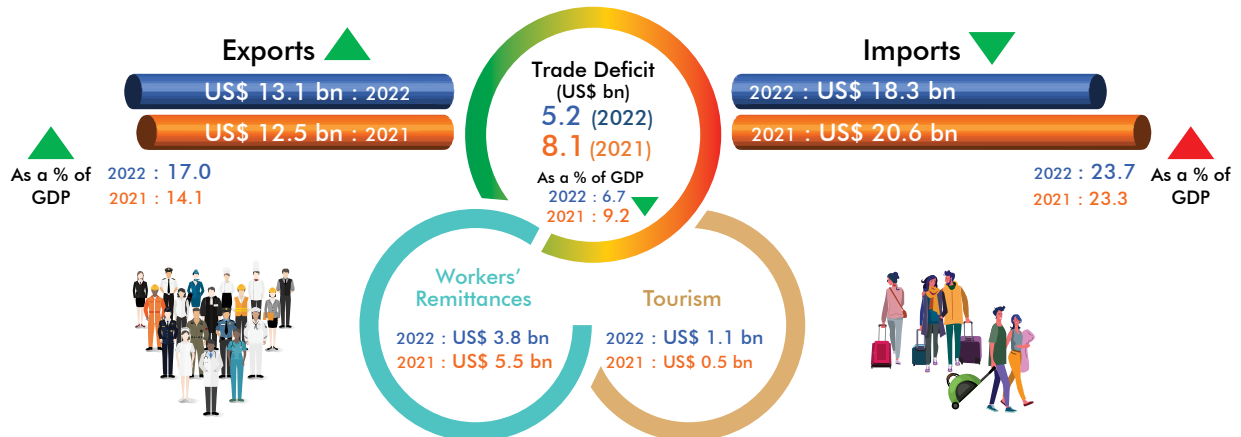 Exports
US$ 13.1 bn : 2022
US$ 12.5 bn : 2021
As a % of
GDP
2022 : 17.0
2021 : 14.1
Trade Deficit
(US$ bn)
5.2 (2022)
8.1 (2021)
As a % of GDP
2022 : 6.7
2021 : 9.2
Imports
2022 : US$ 18.3 bn
2021 : US$ 20.6 bn
2022 : 23.7
2021 : 23.3
As a % of
GDP
Workers’
Remittances
2022 : US$ 3.8 bn
2021 : US$ 5.5 bn
Tourism
2022 : US$ 1.1 bn
2021 : US$ 0.5 bn